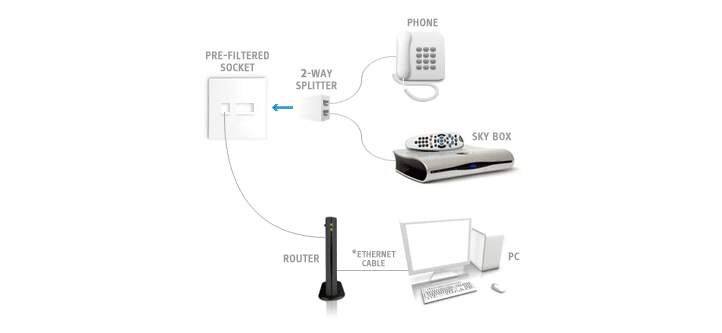 PHONE
PRE-FILTERED
SOCKET
2-WAY
SPLITTER
SKY BOX
ROUTER
*ETHERNET
CABLE
PC